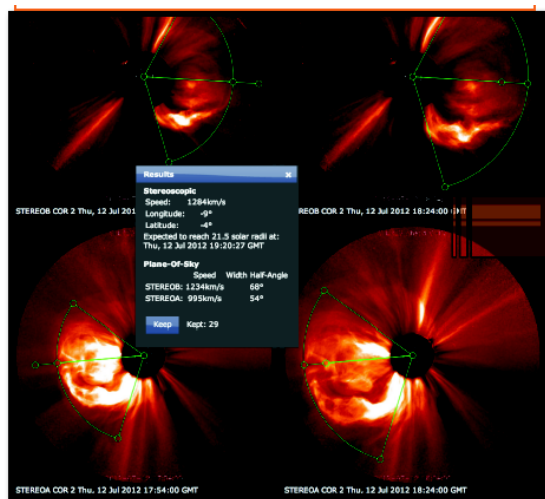 Results ×
Stereoscopic
Speed: 1284km/s
Longitude: -9°
Latitude: -4°
Expected to reach 21.5 solar radii at:
Thu, 12 Jul 2012 19:20:27 GMT
Plane-Of-Sky
Speed Width Half-Angle
STEREOB: 1234km/s 68°
STEREOA: 995km/s 54°
Keep Kept: 29
STEREOB COR 2 Thu, 12 Jul 2012
STEREOB COR 2 Thu, 12 Jul 2012 18:24:00 GMT
STEREOA COR 2 Thu, 12 Jul 2012 17:54:00 GMT
STEREOA COR 2 Thu, 12 Jul 2012 18:24:00 GMT